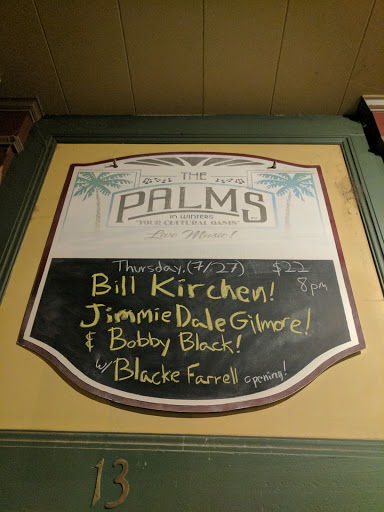 THE
PALMS
IN WINTERS
"YOUR CULTURAL OASIS"
Live Music!
Thursday, (7/27) $22
Bill Kirchen! 8pm
Jimmie Dale Gilmore!
& Bobby Black!
w/ Blacke Farrell opening!
13